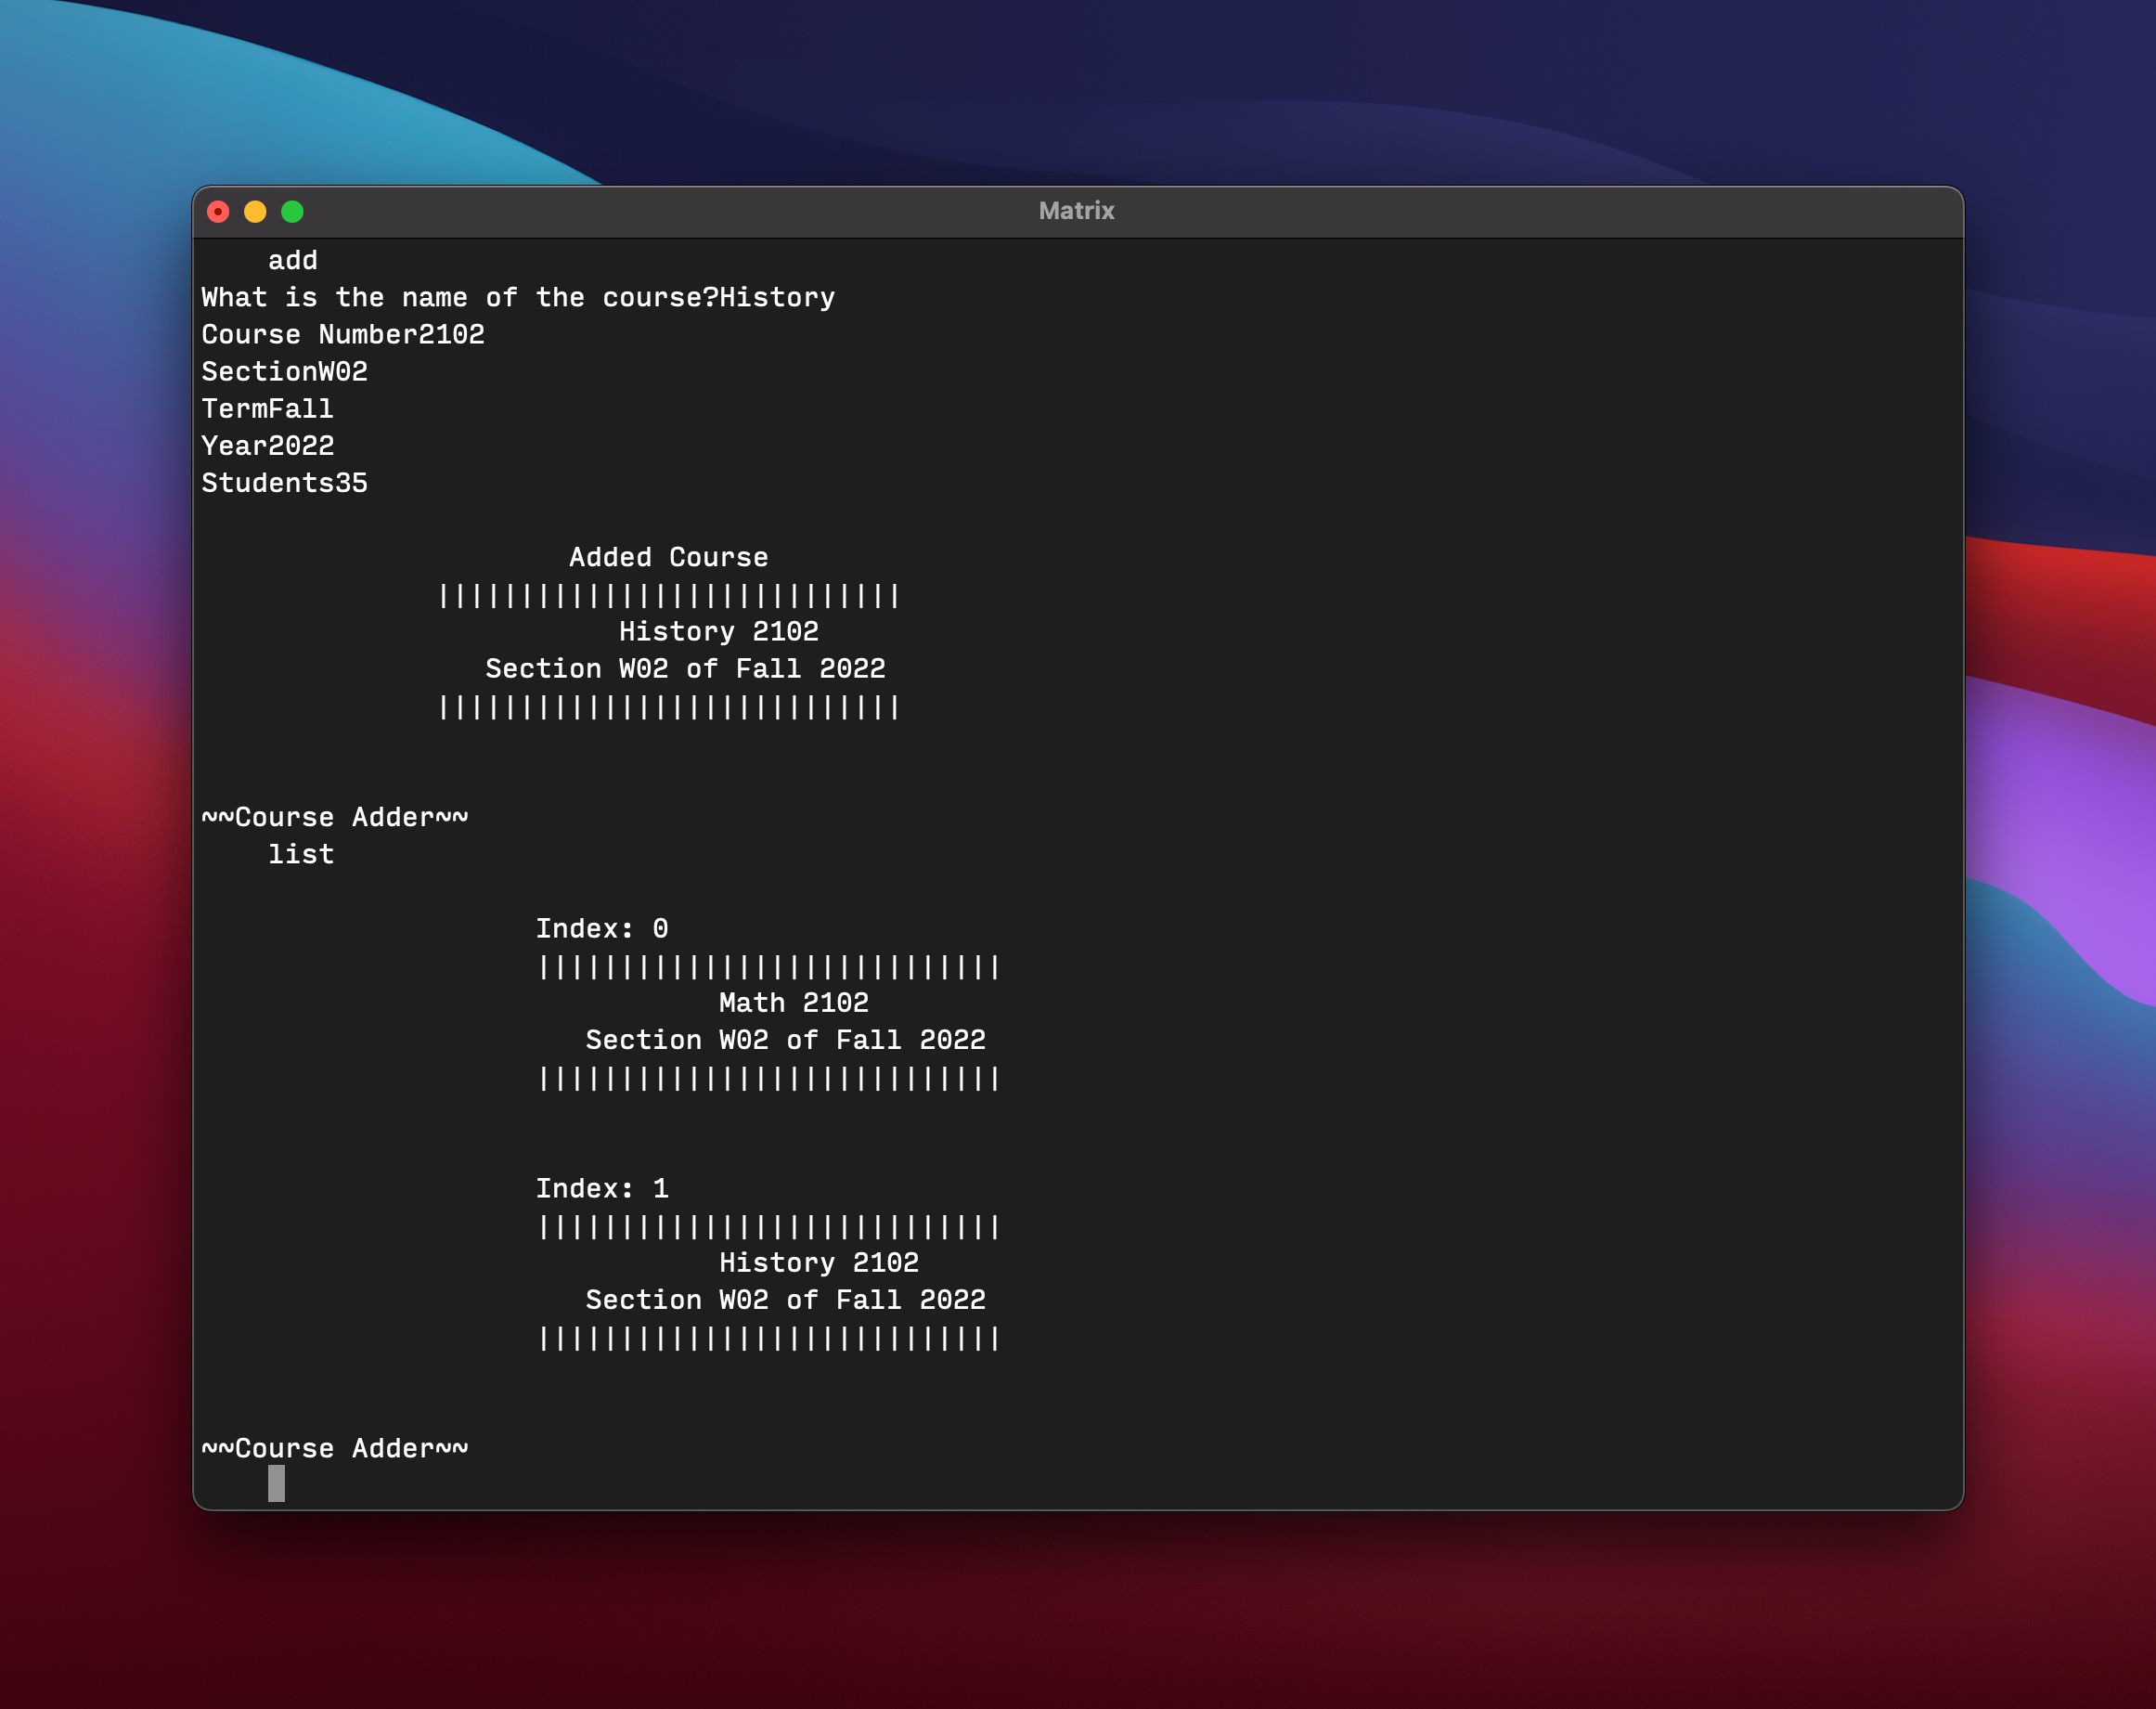 Matrix
add
What is the name of the course?History
Course Number2102
SectionW02
TermFall
Year2022
Students35
Added Course
||||||||||||||||||||||||||||
History 2102
Section W02 of Fall 2022
||||||||||||||||||||||||||||
~~Course Adder~~
list
Index: 0
||||||||||||||||||||||||||||
Math 2102
Section W02 of Fall 2022
||||||||||||||||||||||||||||
Index: 1
||||||||||||||||||||||||||||
History 2102
Section W02 of Fall 2022
||||||||||||||||||||||||||||
~~Course Adder~~